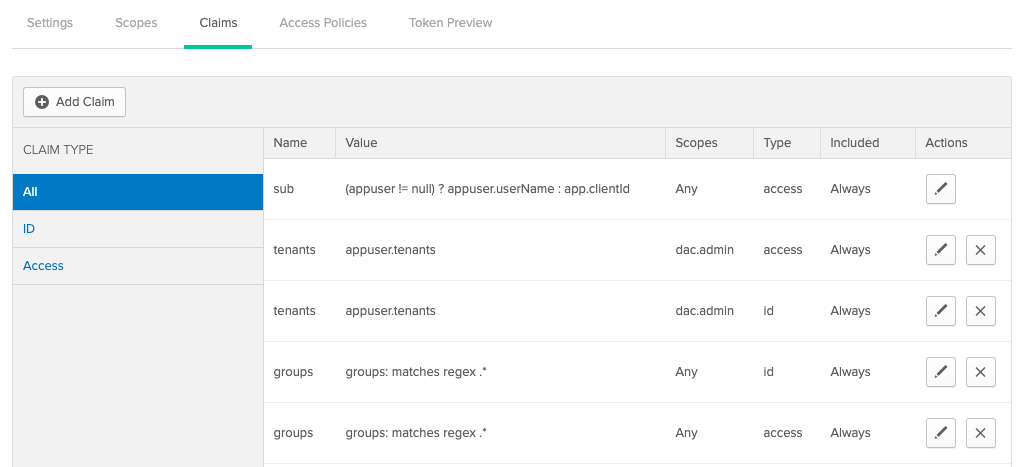 Settings Scopes Claims Access Policies Token Preview
Add Claim
CLAIM TYPE
All
ID
Access
Name Value Scopes Type Included Actions
sub (appuser != null) ? appuser.userName : app.clientId Any access Always
tenants appuser.tenants dac.admin access Always
tenants appuser.tenants dac.admin id Always
groups groups: matches regex .* Any id Always
groups groups: matches regex .* Any access Always